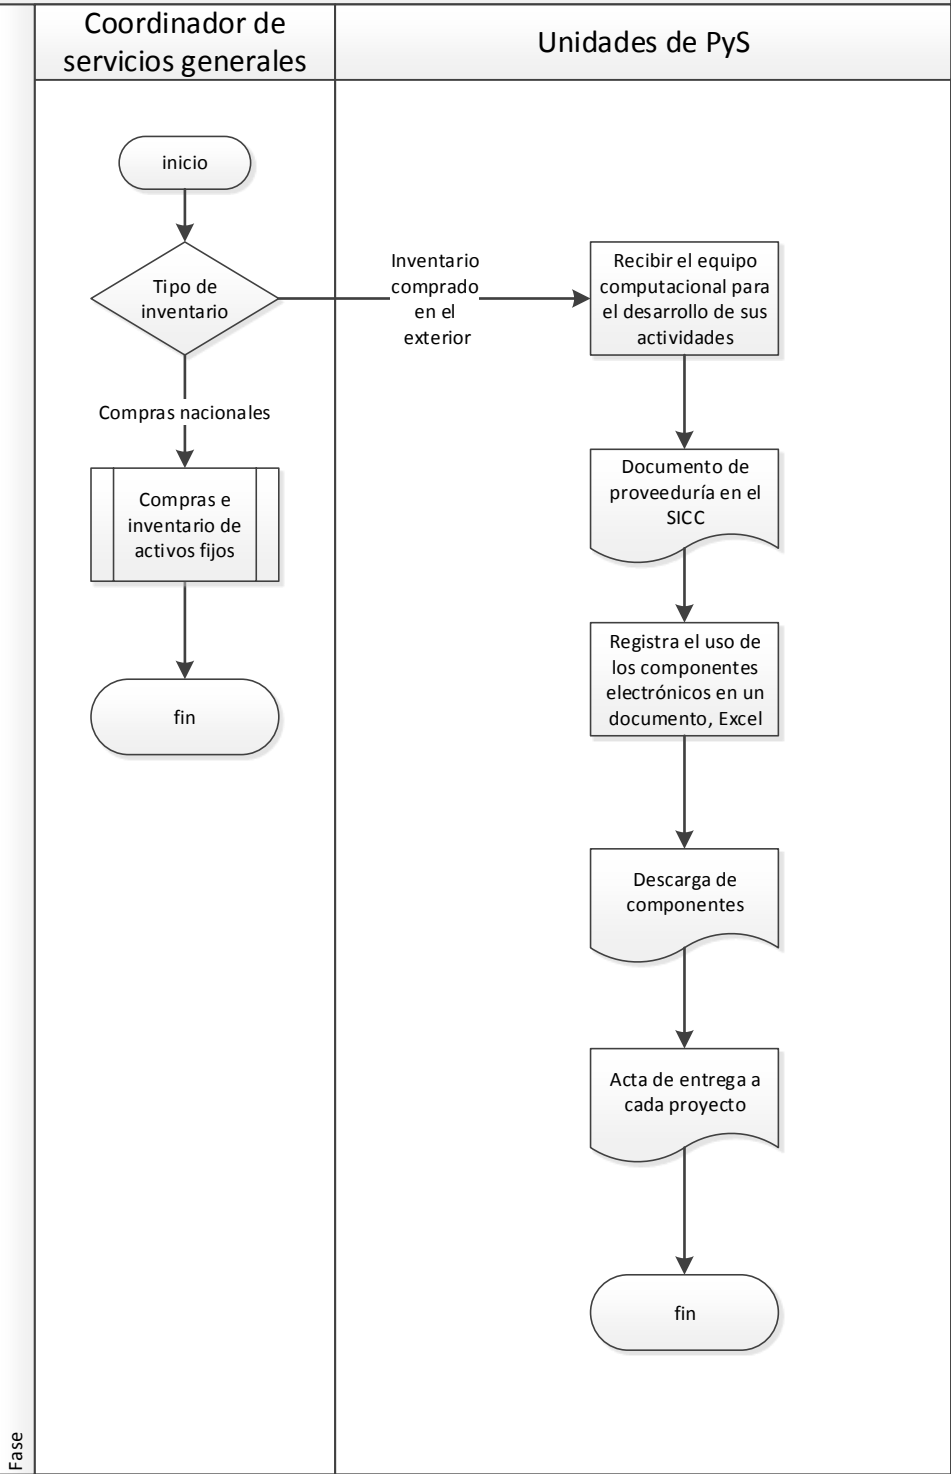 Coordinador de
servicios generales
Unidades de PyS
inicio
Tipo de
inventario
Inventario
comprado
en el
exterior
Recibir el equipo
computacional para
el desarrollo de sus
actividades
Compras nacionales
Documento de
proveeduría en el
SICC
Compras e
inventario de
activos fijos
Registra el uso de
los componentes
electrónicos en un
documento, Excel
fin
Descarga de
componentes
Acta de entrega a
cada proyecto
fin
Fase